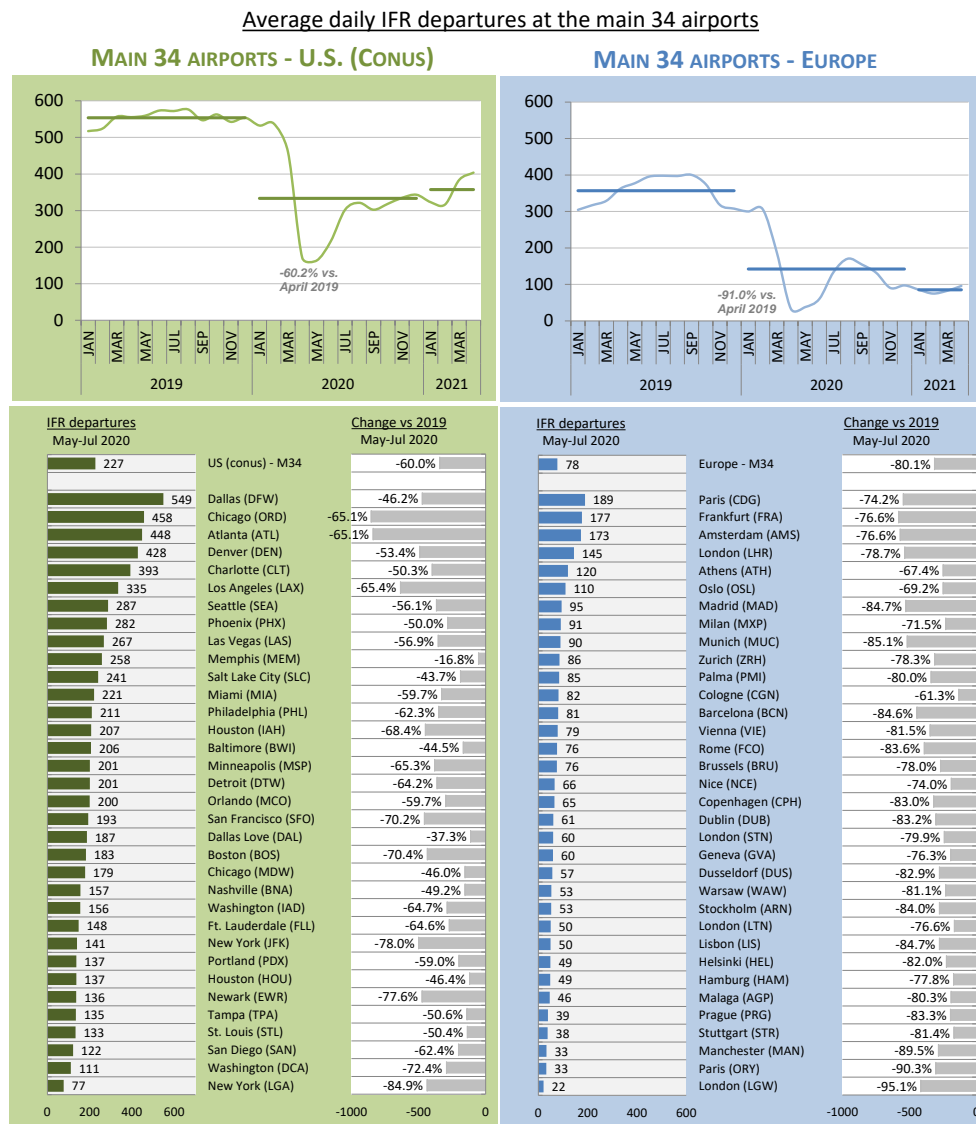 Average daily IFR departures at the main 34 airports
MAIN 34 AIRPORTS - U.S. (CONUS)
600
500
400
300
200
100
0
-60.2% vs.
April 2019
JAN MAR MAY JUL SEP NOV JAN MAR MAY JUL SEP NOV JAN MAR
2019 2020 2021
MAIN 34 AIRPORTS - EUROPE
600
500
400
300
200
100
0
-91.0% vs.
April 2019
JAN MAR MAY JUL SEP NOV JAN MAR MAY JUL SEP NOV JAN MAR
2019 2020 2021
IFR departures Change vs 2019
May-Jul 2020 May-Jul 2020
227 US (conus) - M34 -60.0%
549 Dallas (DFW) -46.2%
458 Chicago (ORD) -65.1%
448 Atlanta (ATL) -65.1%
428 Denver (DEN) -53.4%
393 Charlotte (CLT) -50.3%
335 Los Angeles (LAX) -65.4%
287 Seattle (SEA) -56.1%
282 Phoenix (PHX) -50.0%
267 Las Vegas (LAS) -56.9%
258 Memphis (MEM) -16.8%
241 Salt Lake City (SLC) -43.7%
221 Miami (MIA) -59.7%
211 Philadelphia (PHL) -62.3%
207 Houston (IAH) -68.4%
206 Baltimore (BWI) -44.5%
201 Minneapolis (MSP) -65.3%
201 Detroit (DTW) -64.2%
200 Orlando (MCO) -59.7%
193 San Francisco (SFO) -70.2%
187 Dallas Love (DAL) -37.3%
183 Boston (BOS) -70.4%
179 Chicago (MDW) -46.0%
157 Nashville (BNA) -49.2%
156 Washington (IAD) -64.7%
148 Ft. Lauderdale (FLL) -64.6%
141 New York (JFK) -78.0%
137 Portland (PDX) -59.0%
137 Houston (HOU) -46.4%
136 Newark (EWR) -77.6%
135 Tampa (TPA) -50.6%
133 St. Louis (STL) -50.4%
122 San Diego (SAN) -62.4%
111 Washington (DCA) -72.4%
77 New York (LGA) -84.9%
0 200 400 600 -1000 -500 0
IFR departures Change vs 2019
May-Jul 2020 May-Jul 2020
78 Europe - M34 -80.1%
189 Paris (CDG) -74.2%
177 Frankfurt (FRA) -76.6%
173 Amsterdam (AMS) -76.6%
145 London (LHR) -78.7%
120 Athens (ATH) -67.4%
110 Oslo (OSL) -69.2%
95 Madrid (MAD) -84.7%
91 Milan (MXP) -71.5%
90 Munich (MUC) -85.1%
86 Zurich (ZRH) -78.3%
85 Palma (PMI) -80.0%
82 Cologne (CGN) -61.3%
81 Barcelona (BCN) -84.6%
79 Vienna (VIE) -81.5%
76 Rome (FCO) -83.6%
76 Brussels (BRU) -78.0%
66 Nice (NCE) -74.0%
65 Copenhagen (CPH) -83.0%
61 Dublin (DUB) -83.2%
60 London (STN) -79.9%
60 Geneva (GVA) -76.3%
57 Dusseldorf (DUS) -82.9%
53 Warsaw (WAW) -81.1%
53 Stockholm (ARN) -84.0%
50 London (LTN) -76.6%
50 Lisbon (LIS) -84.7%
49 Helsinki (HEL) -82.0%
49 Hamburg (HAM) -77.8%
46 Malaga (AGP) -80.3%
39 Prague (PRG) -83.3%
38 Stuttgart (STR) -81.4%
33 Manchester (MAN) -89.5%
33 Paris (ORY) -90.3%
22 London (LGW) -95.1%
0 200 400 600 -1000 -500 0